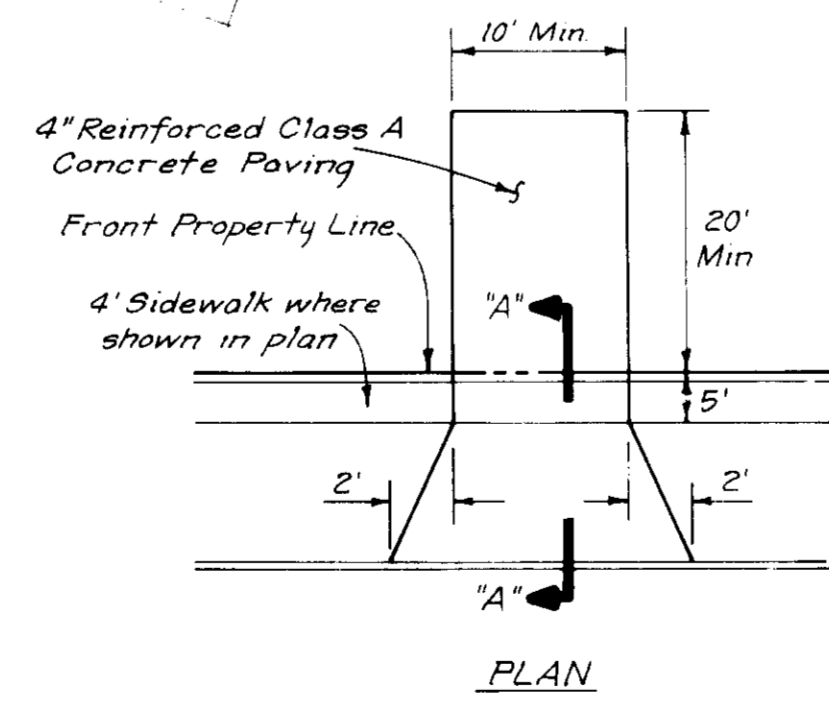 10' Min.
4" Reinforced Class A
Concrete Paving
Front Property Line
20'
Min
"A"
4' Sidewalk where
shown in plan
5'
2'
2'
"A"
PLAN